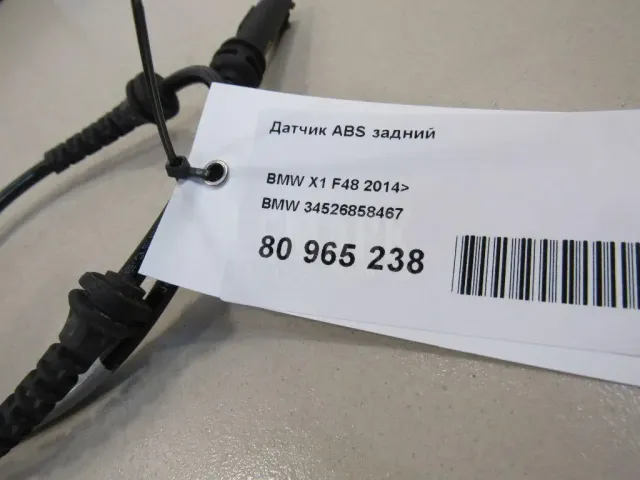 Датчик ABS задний
BMW X1 F48 2014>
BMW 34526858467
80 965 238